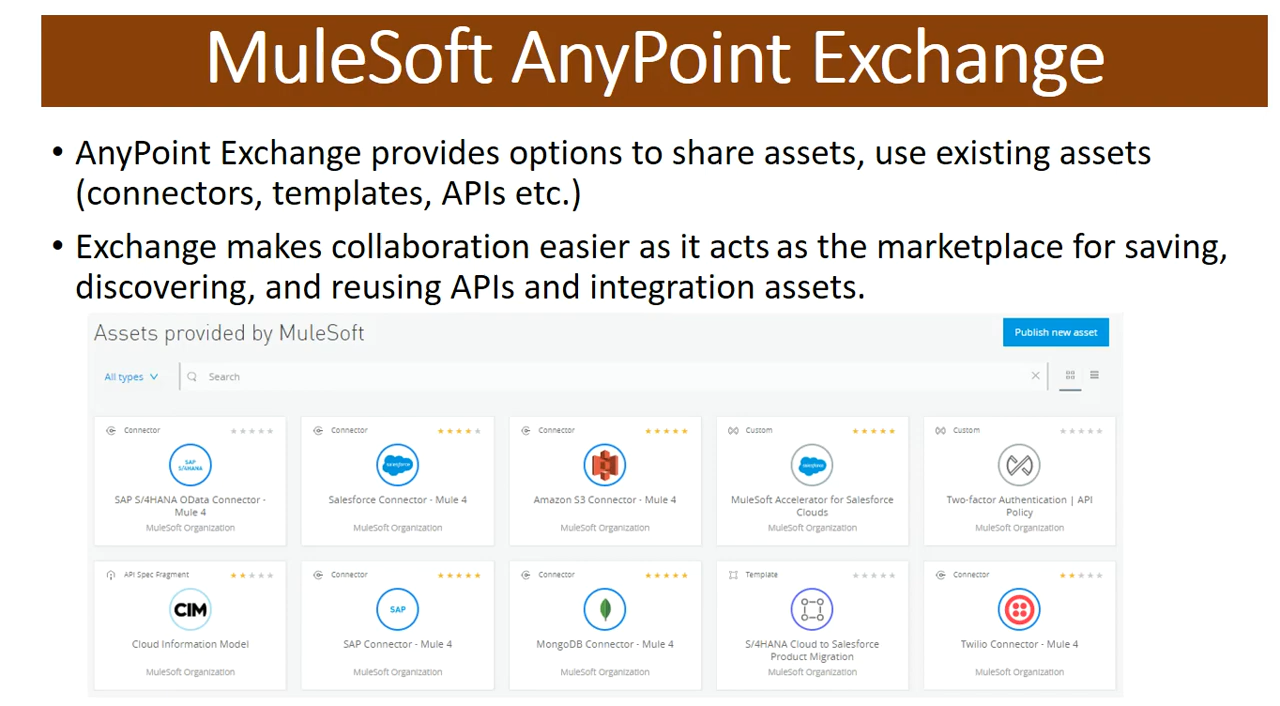 MuleSoft AnyPoint Exchange
• AnyPoint Exchange provides options to share assets, use existing assets
(connectors, templates, APIs etc.)
• Exchange makes collaboration easier as it acts as the marketplace for saving,
discovering, and reusing APIs and integration assets.
Assets provided by MuleSoft
Publish new asset
All types
Search
Connector
SAP S/4HANA
SAP S/4HANA OData Connector -
Mule 4
MuleSoft Organization
Connector
salesforce
Salesforce Connector - Mule 4
MuleSoft Organization
Connector
Amazon S3 Connector - Mule 4
MuleSoft Organization
Custom
salesforce
MuleSoft Accelerator for Salesforce
Clouds
MuleSoft Organization
Custom
Two-factor Authentication | API
Policy
MuleSoft Organization
API Spec Fragment
CIM
Cloud Information Model
MuleSoft Organization
Connector
SAP
SAP Connector - Mule 4
MuleSoft Organization
Connector
MongoDB Connector - Mule 4
MuleSoft Organization
Template
S/4HANA Cloud to Salesforce
Product Migration
MuleSoft Organization
Connector
Twilio Connector - Mule 4
MuleSoft Organization